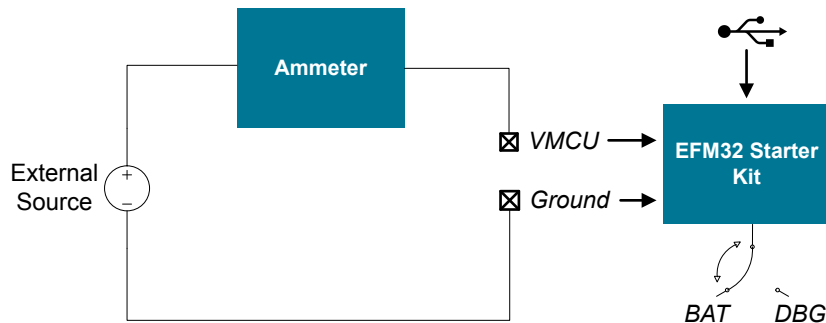 Ammeter
External
Source
+
−
VMCU
Ground
EFM32 Starter
Kit
BAT
DBG